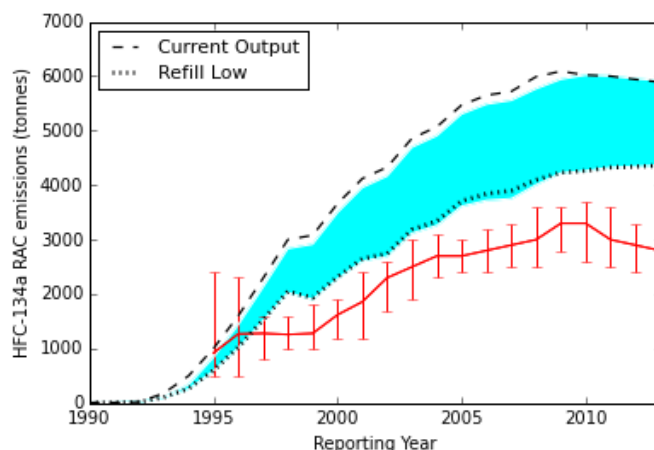 7000
6000
5000
4000
3000
2000
1000
0
HFC-134a RAC emissions (tonnes)
Current Output
Refill Low
1990 1995 2000 2005 2010
Reporting Year